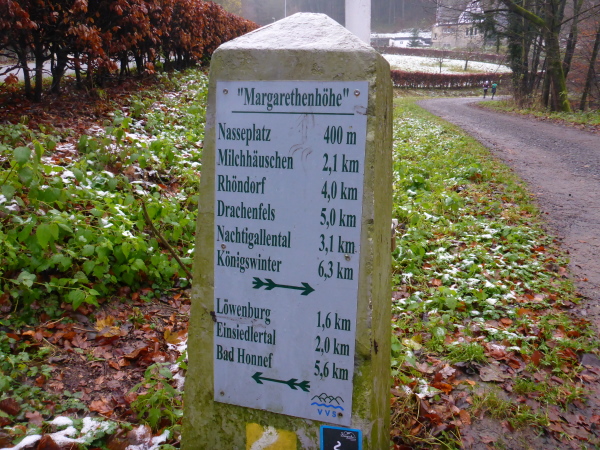 "Margarethenhöhe"
Nasseplatz 400 m
Milchhäuschen 2,1 km
Rhöndorf 4,0 km
Drachenfels 5,0 km
Nachtigallental 3,1 km
Königswinter 6,3 km
Löwenburg 1,6 km
Einsiedlertal 2,0 km
Bad Honnef 5,6 km
VVS